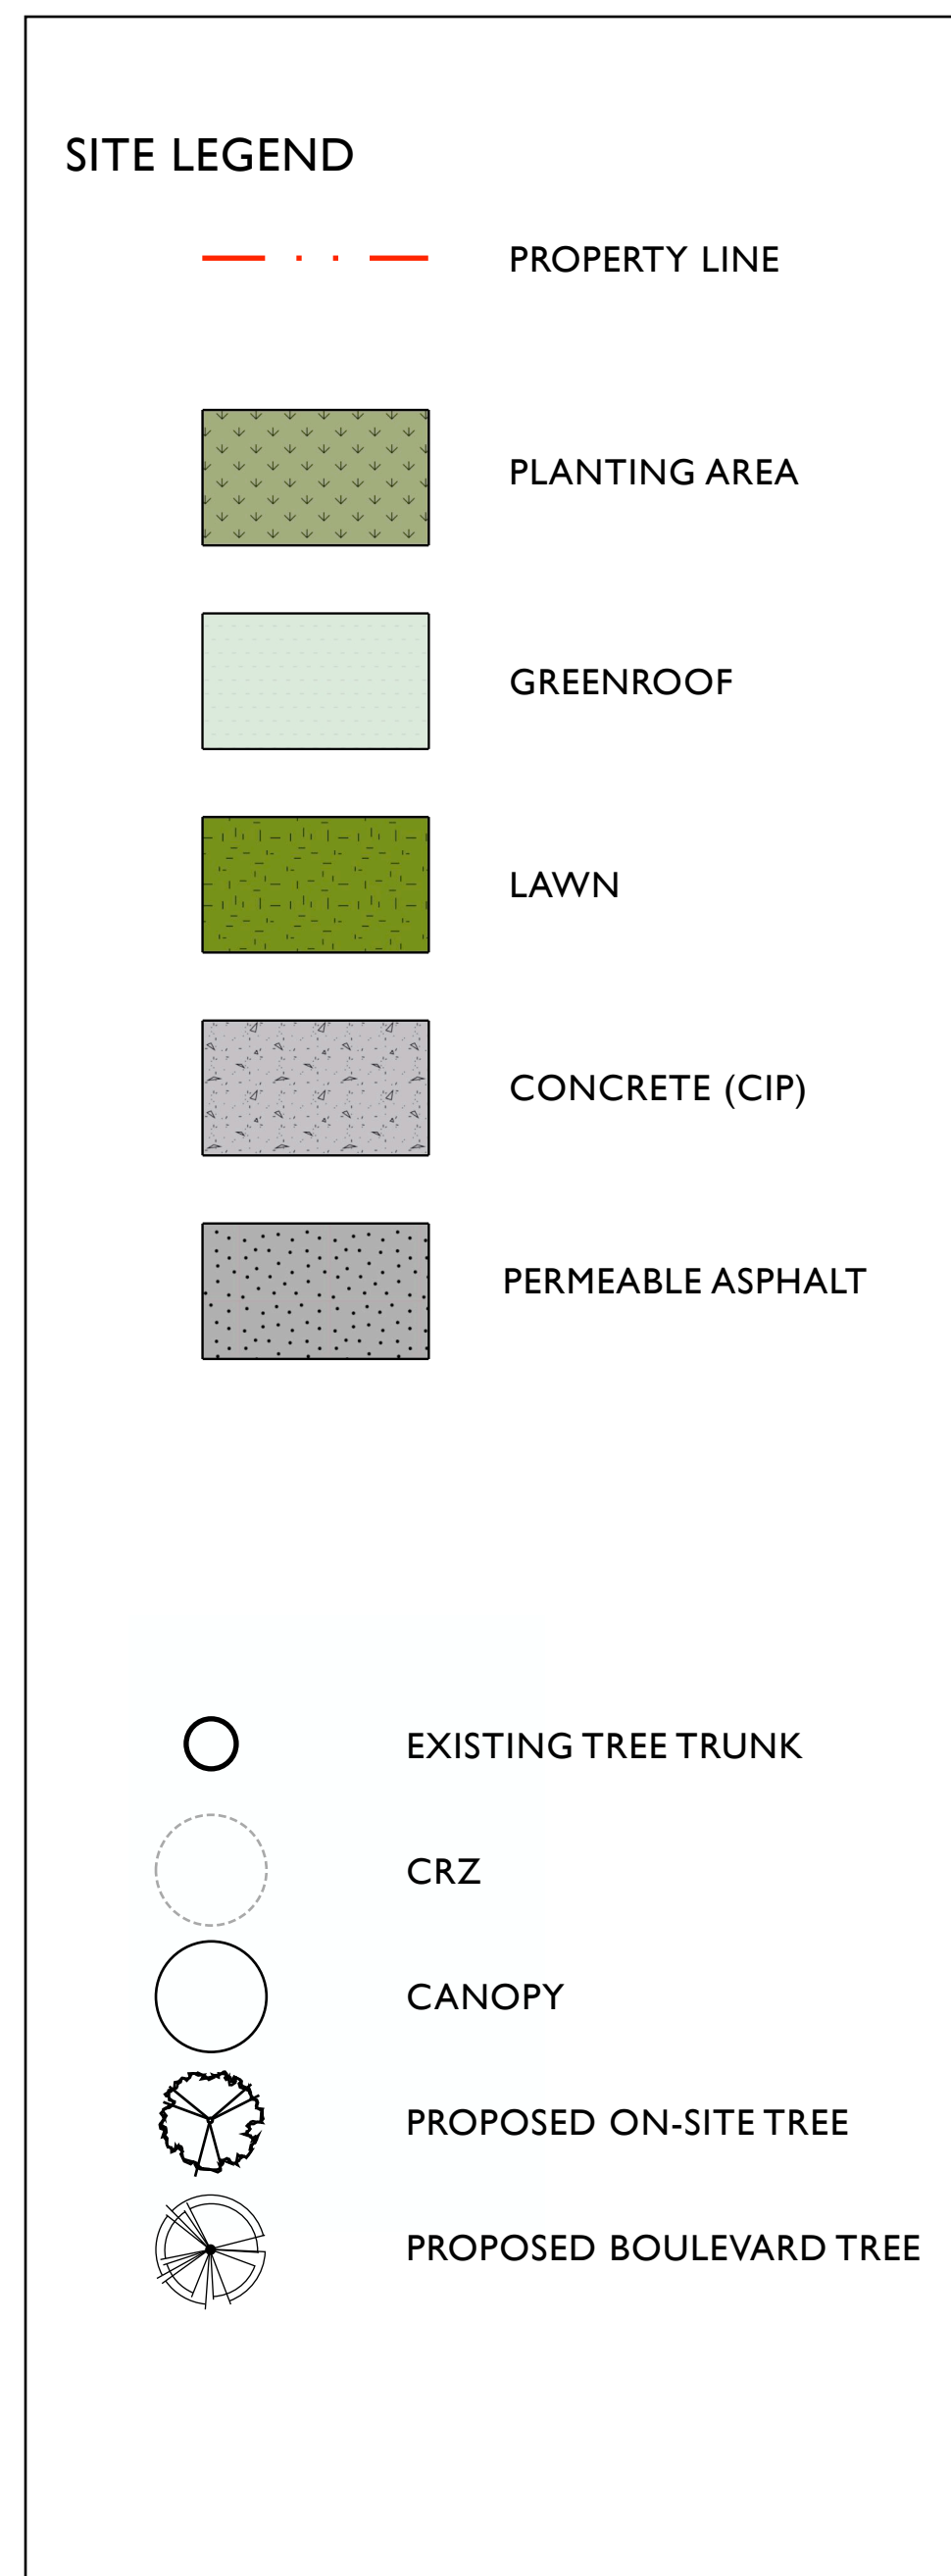 SITE LEGEND
PROPERTY LINE
PLANTING AREA
GREENROOF
LAWN
CONCRETE (CIP)
PERMEABLE ASPHALT
EXISTING TREE TRUNK
CRZ
CANOPY
PROPOSED ON-SITE TREE
PROPOSED BOULEVARD TREE